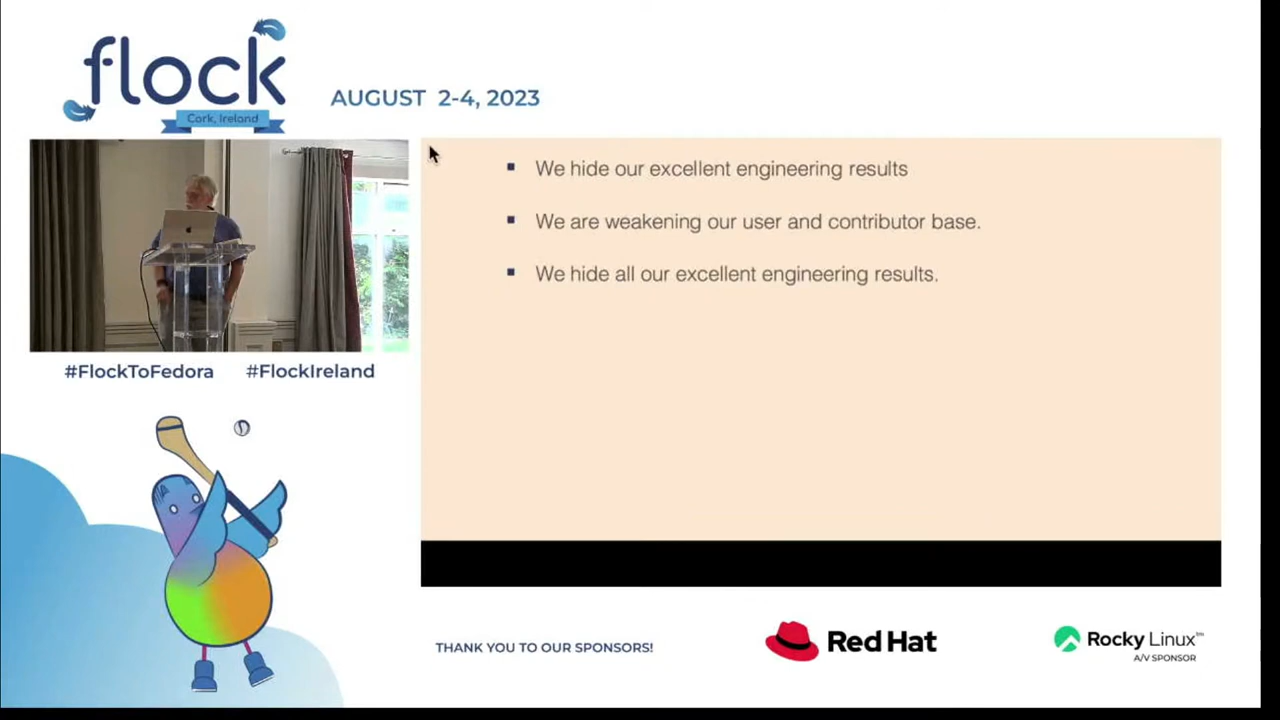 flock
Cork, Ireland
AUGUST 2-4, 2023
We hide our excellent engineering results
We are weakening our user and contributor base.
We hide all our excellent engineering results.
#FlockToFedora #FlockIreland
THANK YOU TO OUR SPONSORS!
Red Hat
Rocky Linux™
A/V SPONSOR